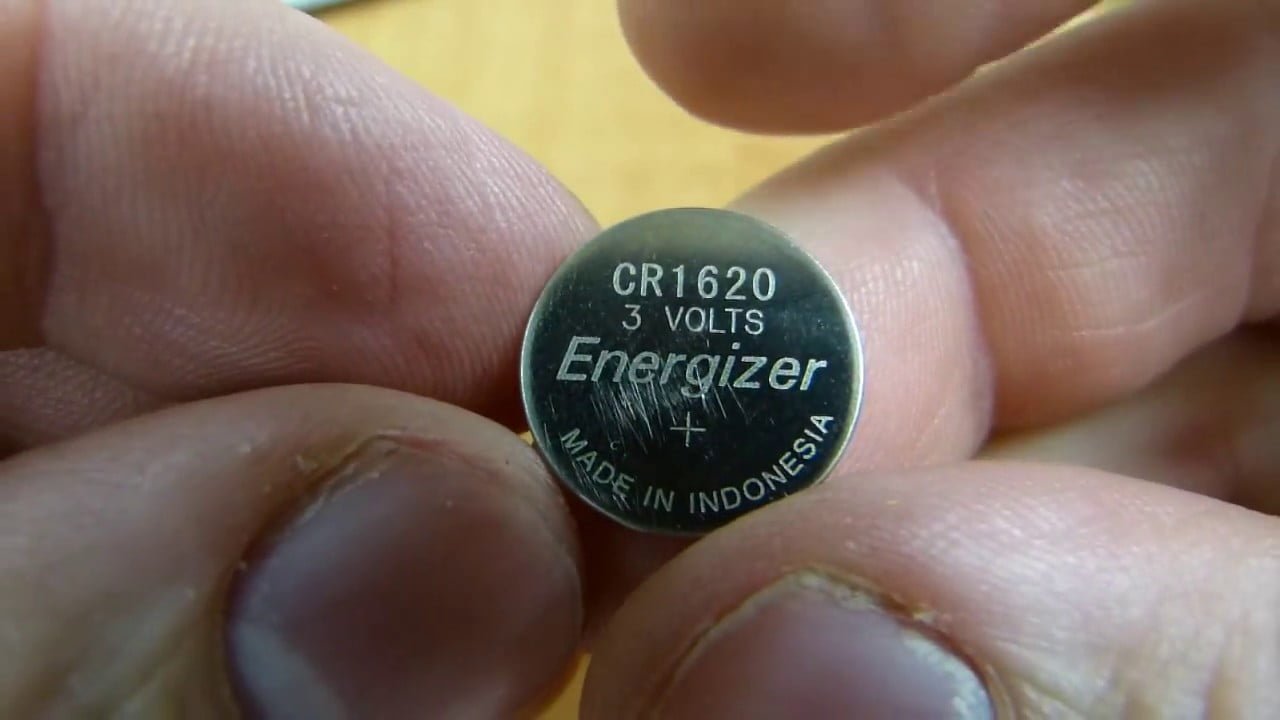 CR1620
3 VOLTS
Energizer
+
MADE IN INDONESIA